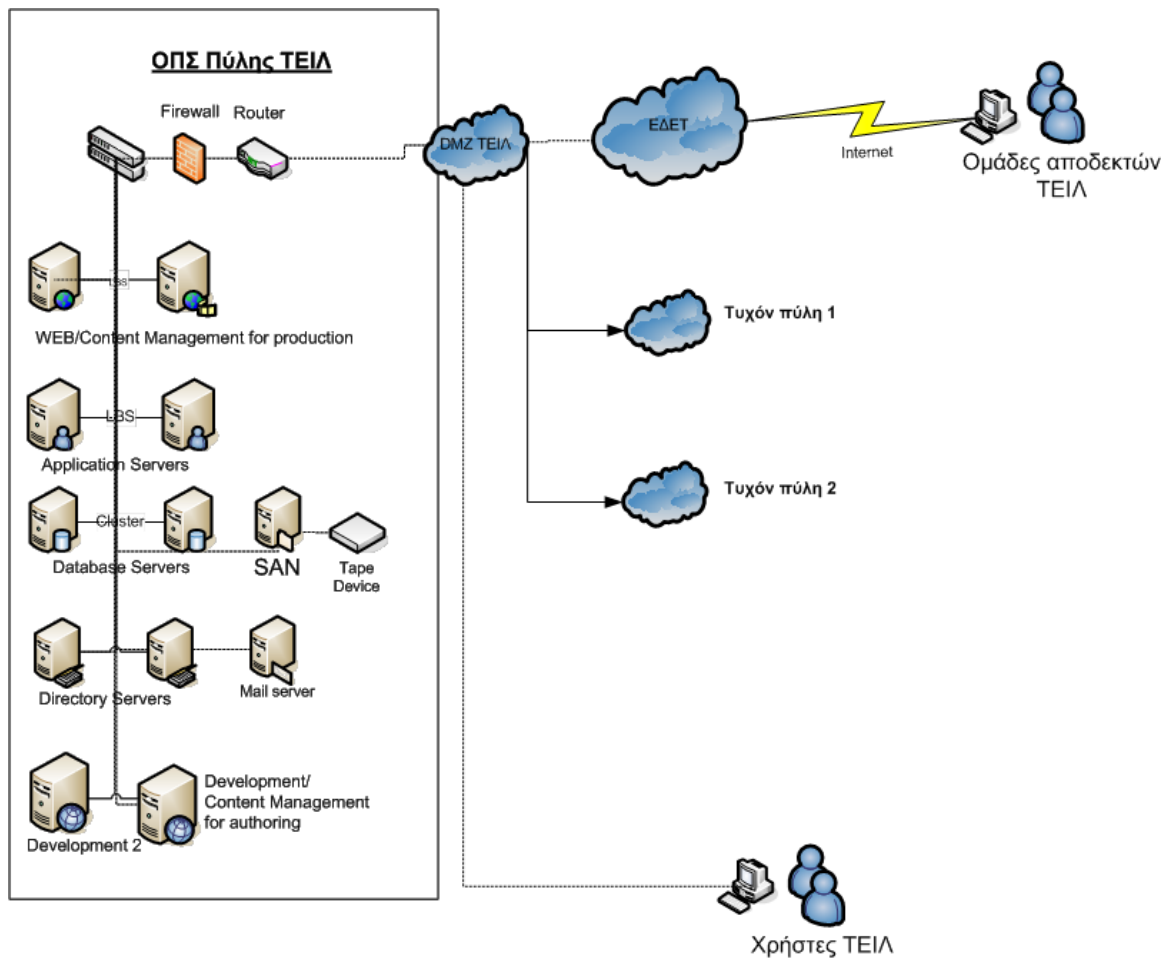 ΟΠΣ Πύλης ΤΕΙΛ
Firewall
Router
DMZ ΤΕΙΛ
ΕΔΕΤ
Internet
Ομάδες αποδεκτών
ΤΕΙΛ
WEB/Content Management for production
Τυχόν πύλη 1
LBS
Application Servers
Τυχόν πύλη 2
Cluster
Database Servers
SAN
Tape
Device
Directory Servers
Mail server
Development/
Content Management
for authoring
Development 2
Χρήστες ΤΕΙΛ